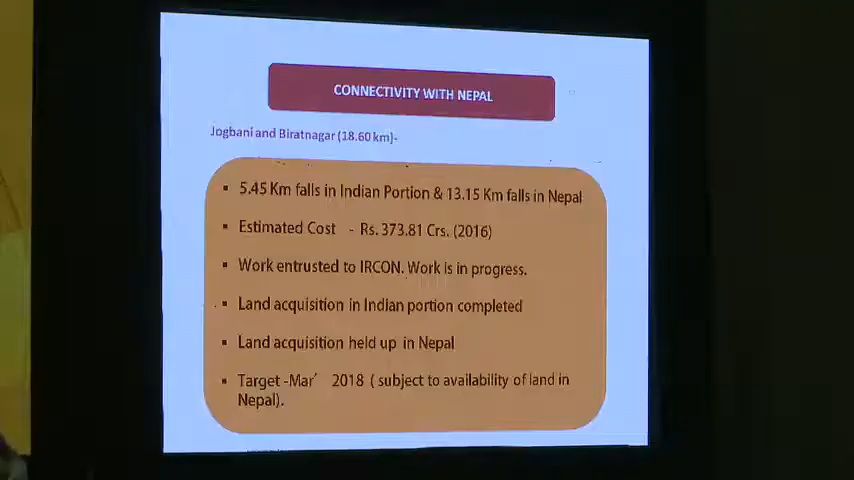 CONNECTIVITY WITH NEPAL
Jogbani and Biratnagar (18.60 km)-
▪ 5.45 Km falls in Indian Portion & 13.15 Km falls in Nepal
▪ Estimated Cost - Rs. 373.81 Crs. (2016)
▪ Work entrusted to IRCON. Work is in progress.
▪ Land acquisition in Indian portion completed
▪ Land acquisition held up in Nepal
▪ Target -Mar' 2018 ( subject to availability of land in
Nepal).